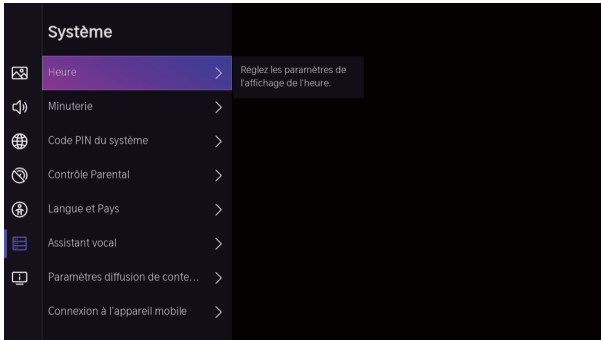 Système
Heure
Réglez les paramètres de
l'affichage de l'heure.
Minuterie
Code PIN du système
Contrôle Parental
Langue et Pays
Assistant vocal
Paramètres diffusion de conte...
Connexion à l'appareil mobile